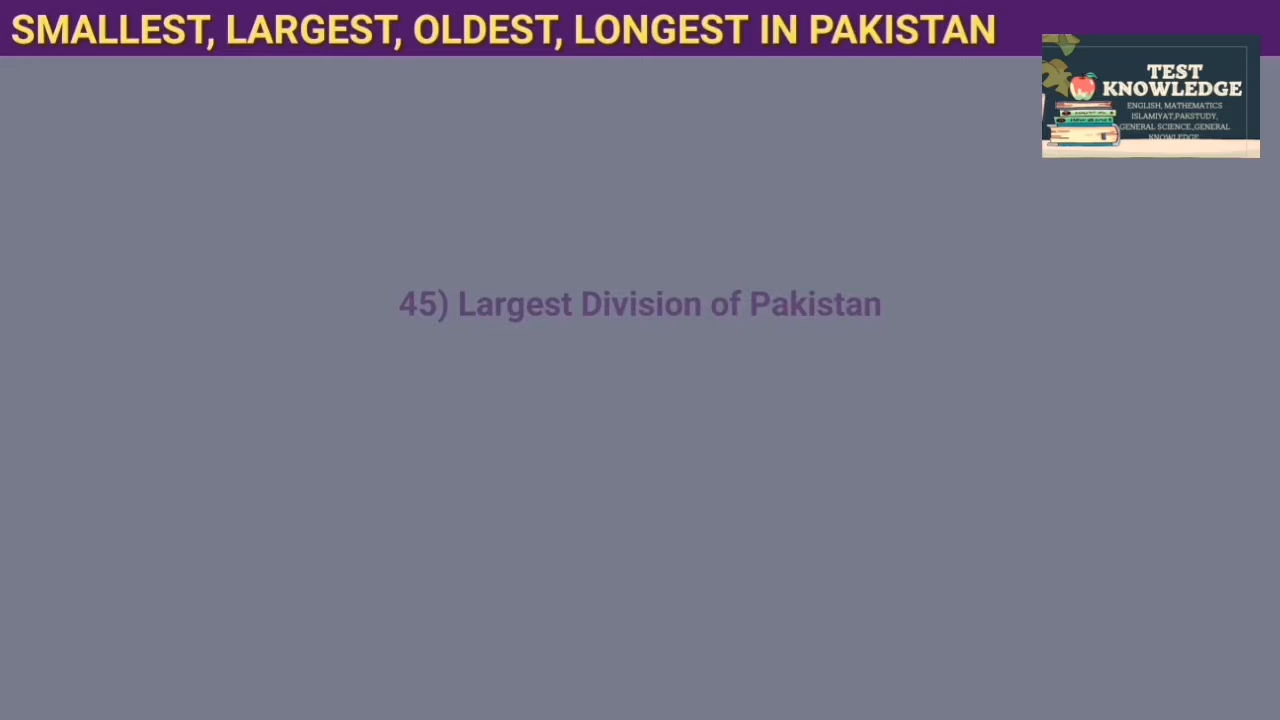 SMALLEST, LARGEST, OLDEST, LONGEST IN PAKISTAN
TEST
KNOWLEDGE
ENGLISH, MATHEMATICS
ISLAMIYAT,PAKSTUDY,
GENERAL SCIENCE,,GENERAL
KNOWLEDGE
45) Largest Division of Pakistan